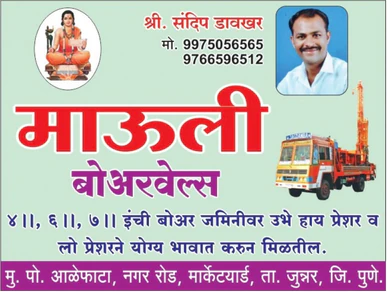 श्री. संदिप डावखर
मो. 9975056565
9766596512
माऊली
बोअरवेल्स
४॥, ६॥, ७॥ इंची बोअर जमिनीवर उभे हाय प्रेशर व
लो प्रेशरने योग्य भावात करुन मिळतील.
मु. पो. आळेफाटा, नगर रोड, मार्केटयार्ड, ता. जुन्नर, जि. पुणे.